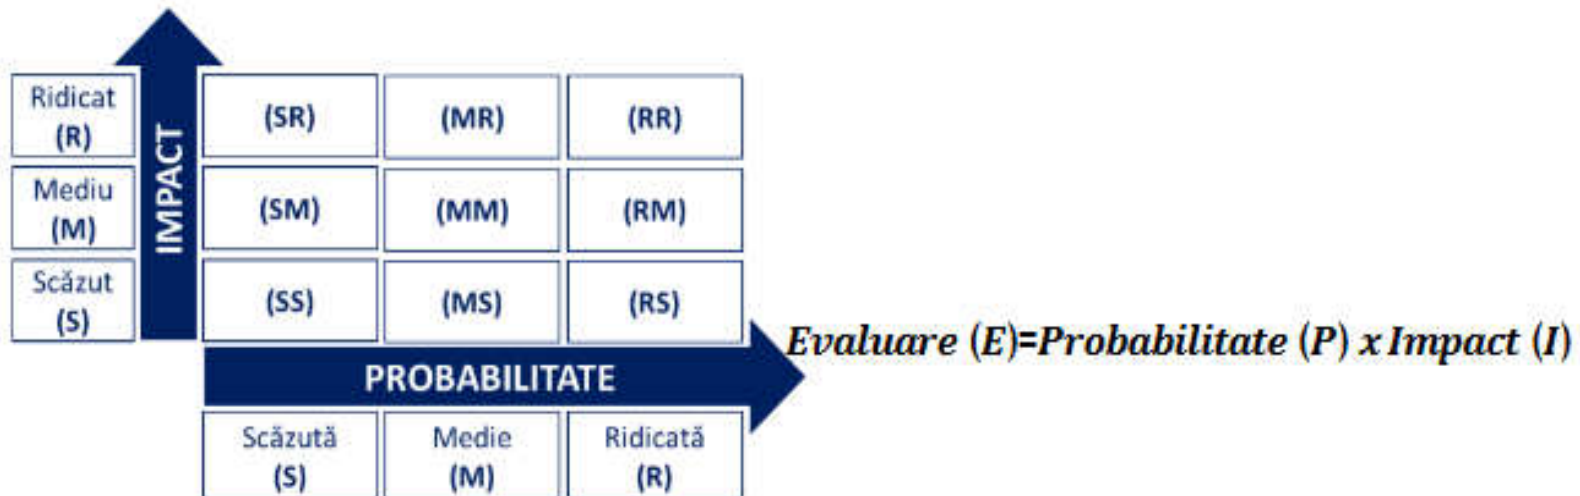 Ridicat
(R)
IMPACT
(SR)
(MR)
(RR)
Mediu
(M)
(SM)
(MM)
(RM)
Scăzut
(S)
(SS)
(MS)
(RS)
Evaluare (E)=Probabilitate (P) x Impact (I)
PROBABILITATE
Scăzută
(S)
Medie
(M)
Ridicată
(R)